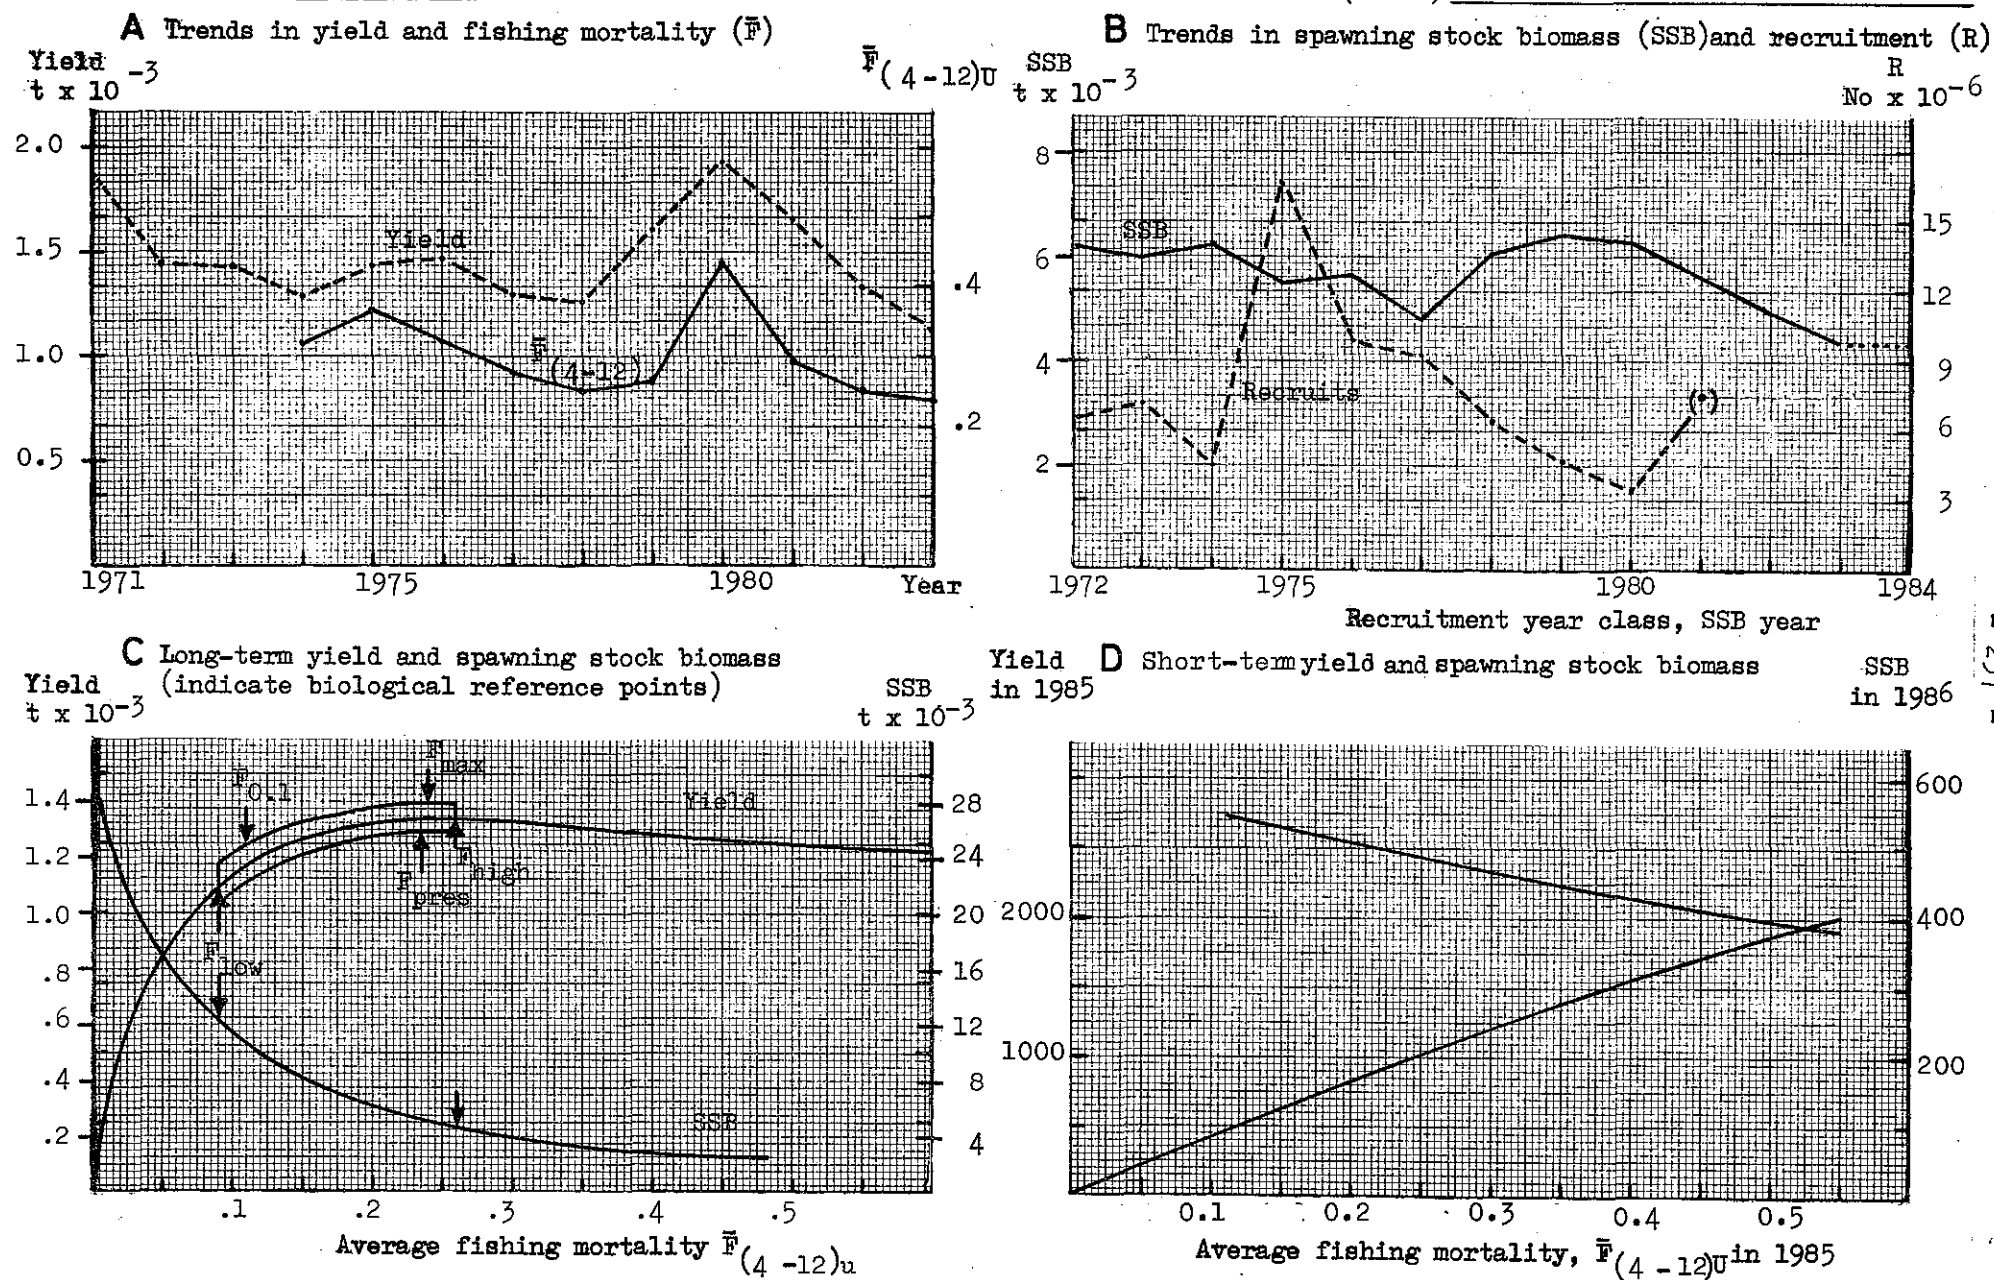 A Trends in yield and fishing mortality (F̄)
Yield
t x 10⁻³
F̄(4-12)U
2.0
1.5
1.0
0.5
.4
.2
Yield
F̄(4-12)
1971 1975 1980 Year
B Trends in spawning stock biomass (SSB)and recruitment (R)
SSB
t x 10⁻³
R
No x 10⁻⁶
8
6
4
2
15
12
9
6
3
SSB
Recruits
(•)
1972 1975 1980 1984
Recruitment year class, SSB year
C Long-term yield and spawning stock biomass
(indicate biological reference points)
Yield
t x 10⁻³
SSB
t x 10⁻³
1.4
1.2
1.0
.8
.6
.4
.2
28
24
20
16
12
8
4
F0.1
Fmax
Yield
Fhigh
Fpres
Flow
SSB
.1 .2 .3 .4 .5
Average fishing mortality F̄(4 -12)u
D Short-term yield and spawning stock biomass
Yield
in 1985
SSB
in 1986
2000
1000
600
400
200
0.1 0.2 0.3 0.4 0.5
Average fishing mortality, F̄(4 -12)U in 1985